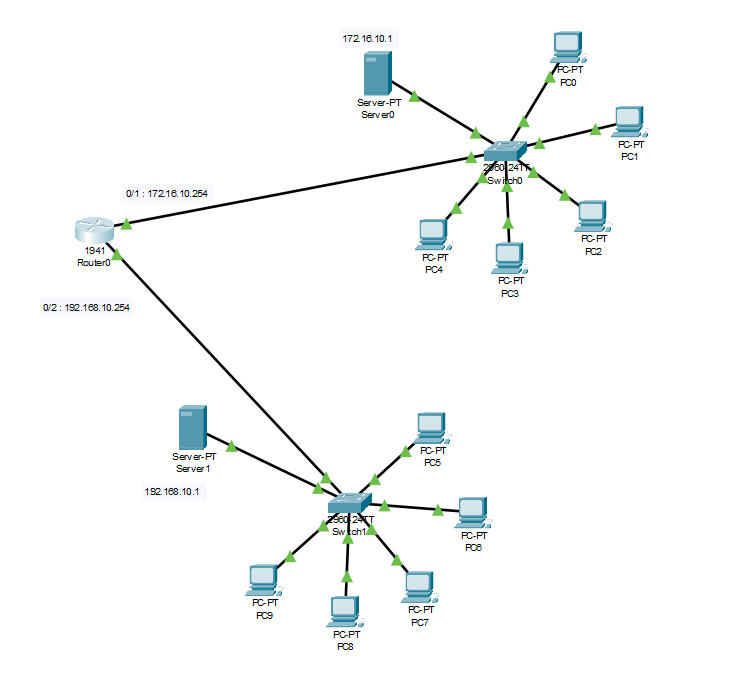 172.16.10.1
Server-PT
Server0
PC-PT
PC0
PC-PT
PC1
2960-24TT
Switch0
0/1 : 172.16.10.254
1941
Router0
PC-PT
PC2
PC-PT
PC4
PC-PT
PC3
0/2 : 192.168.10.254
Server-PT
Server1
192.168.10.1
PC-PT
PC5
2960-24TT
Switch1
PC-PT
PC6
PC-PT
PC9
PC-PT
PC7
PC-PT
PC8